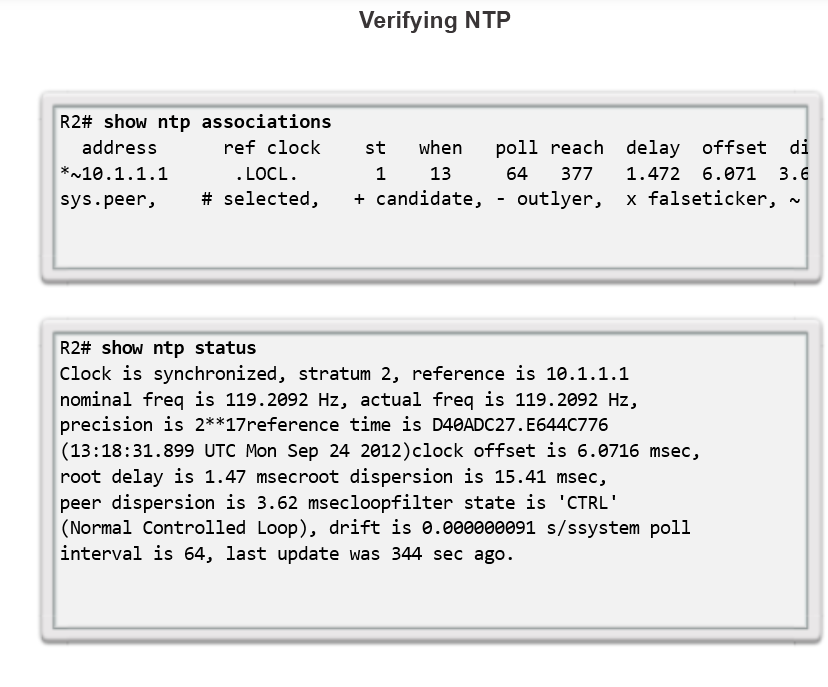 Verifying NTP
R2# show ntp associations
address ref clock st when poll reach delay offset di
*~10.1.1.1 .LOCL. 1 13 64 377 1.472 6.071 3.6
sys.peer, # selected, + candidate, - outlyer, x falseticker, ~
R2# show ntp status
Clock is synchronized, stratum 2, reference is 10.1.1.1
nominal freq is 119.2092 Hz, actual freq is 119.2092 Hz,
precision is 2**17reference time is D40ADC27.E644C776
(13:18:31.899 UTC Mon Sep 24 2012)clock offset is 6.0716 msec,
root delay is 1.47 msecroot dispersion is 15.41 msec,
peer dispersion is 3.62 msecloopfilter state is 'CTRL'
(Normal Controlled Loop), drift is 0.000000091 s/ssystem poll
interval is 64, last update was 344 sec ago.